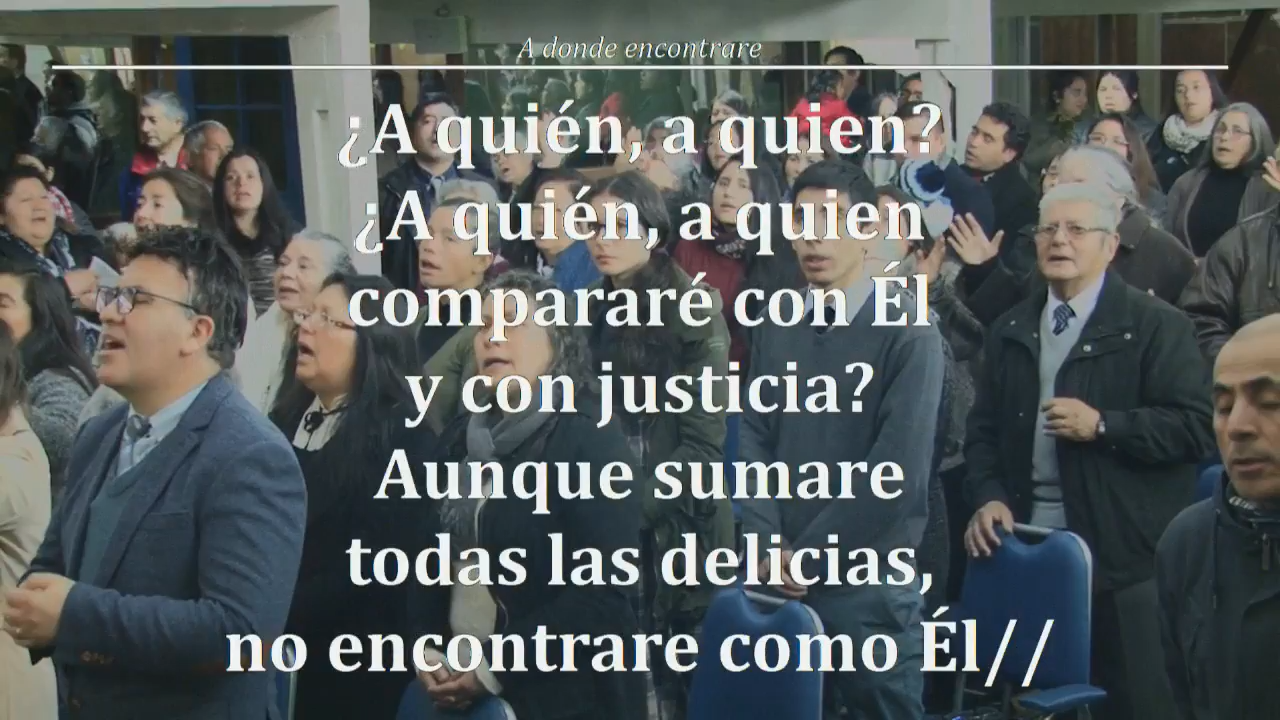 A donde encontrare
¿A quién, a quien?
¿A quién, a quien
compararé con Él
y con justicia?
Aunque sumare
todas las delicias,
no encontrare como Él//